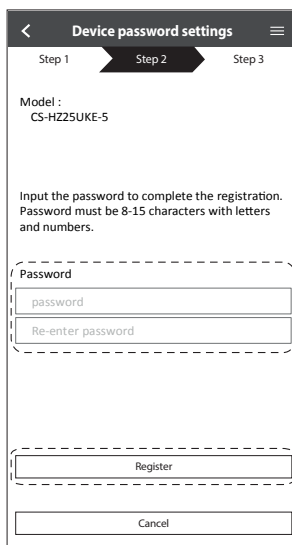 Device password settings
Step 1 Step 2 Step 3
Model :
CS-HZ25UKE-5
Input the password to complete the registration.
Password must be 8-15 characters with letters
and numbers.
Password
password
Re-enter password
Register
Cancel